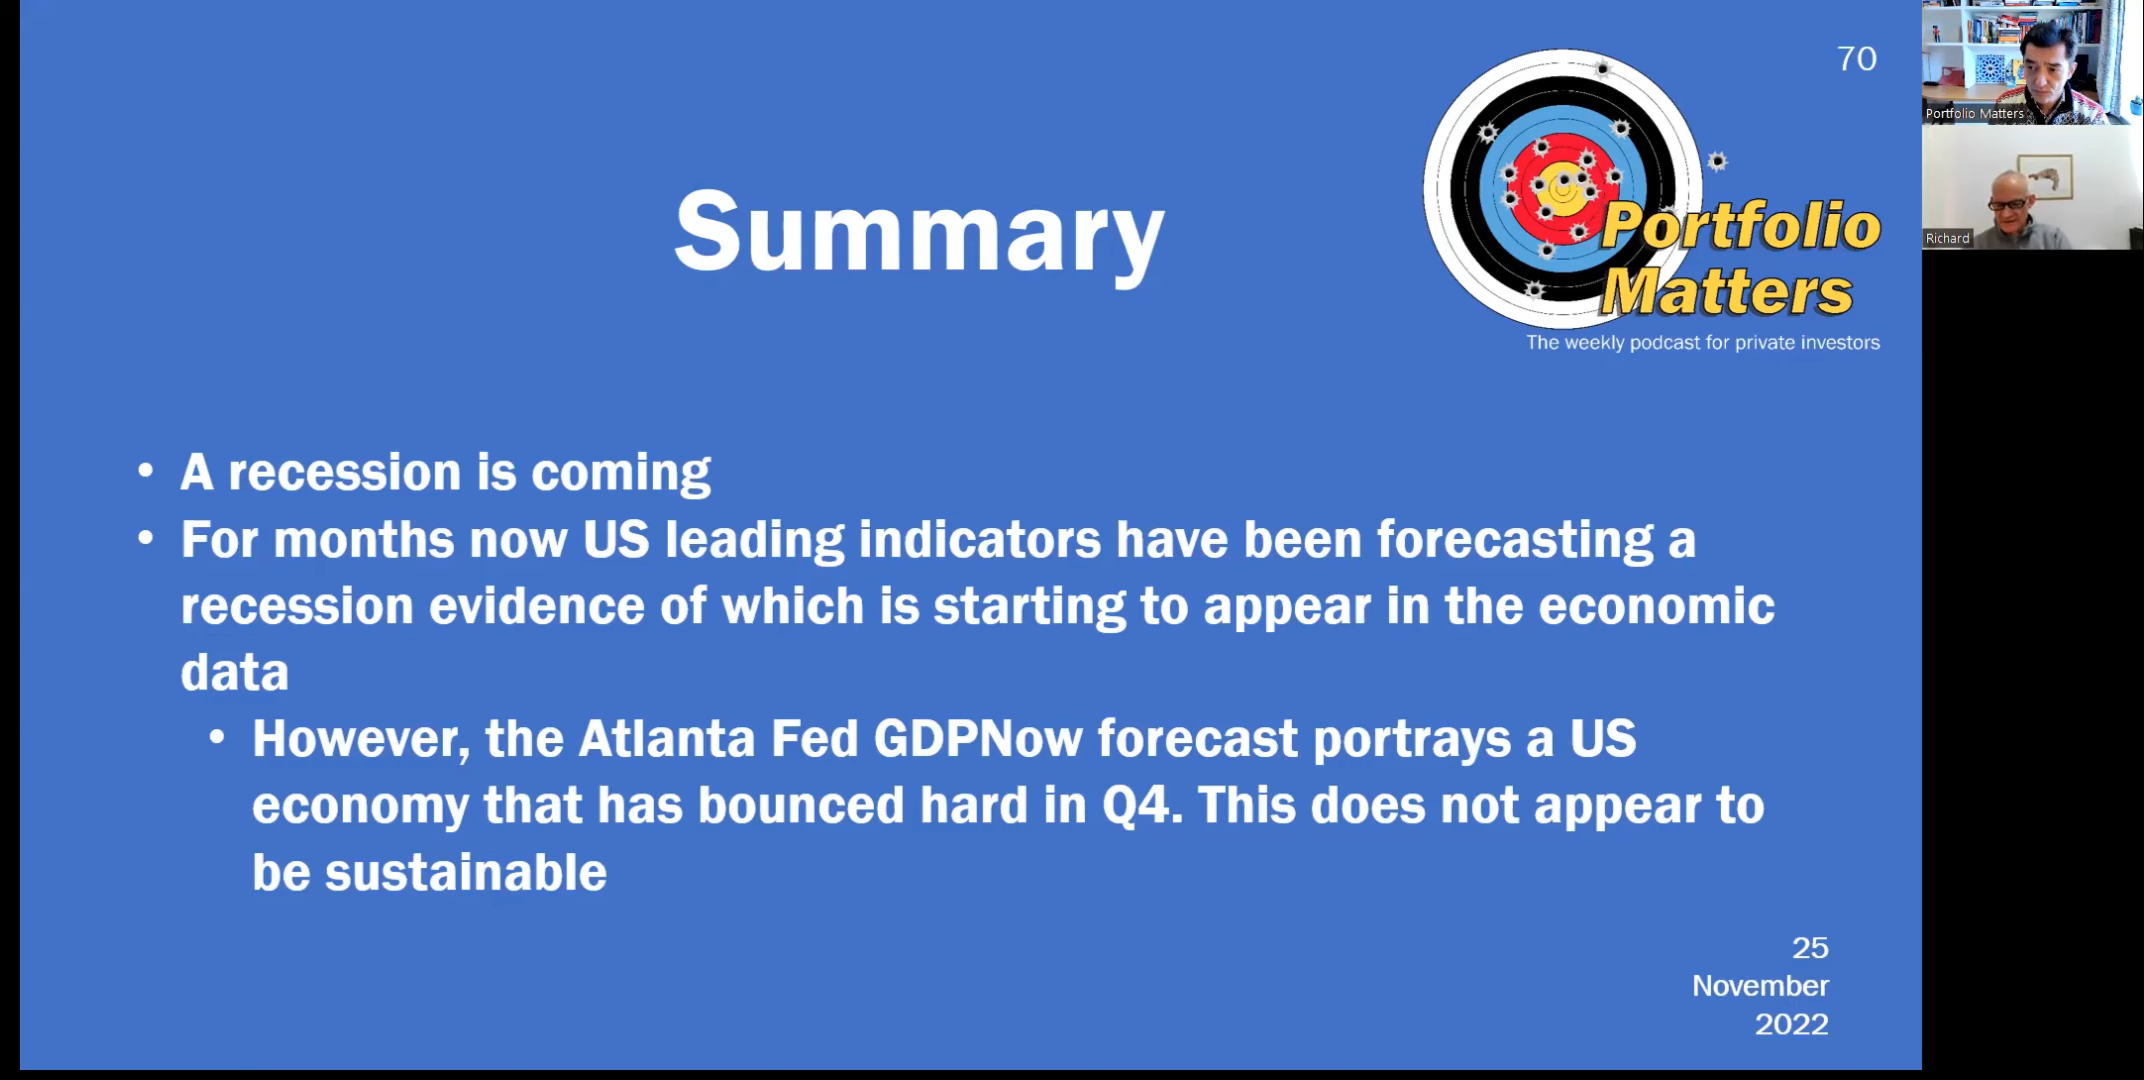 70
Summary
Portfolio
Matters
The weekly podcast for private investors
• A recession is coming
• For months now US leading indicators have been forecasting a
recession evidence of which is starting to appear in the economic
data
• However, the Atlanta Fed GDPNow forecast portrays a US
economy that has bounced hard in Q4. This does not appear to
be sustainable
25
November
2022
Portfolio Matters
Richard